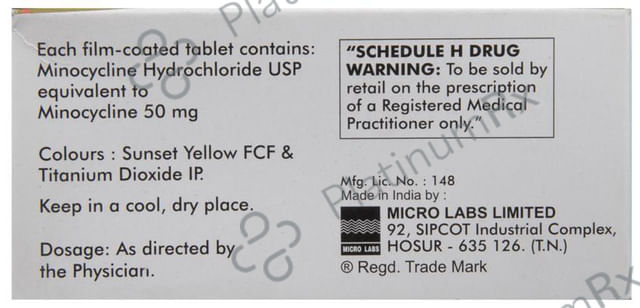 Each film-coated tablet contains:
Minocycline Hydrochloride USP
equivalent to
Minocycline 50 mg
Colours : Sunset Yellow FCF &
Titanium Dioxide IP.
Keep in a cool, dry place.
Dosage: As directed by
the Physician.
"SCHEDULE H DRUG
WARNING: To be sold by
retail on the prescription
of a Registered Medical
Practitioner only."
Mfg. Lic. No. : 148
Made in India by :
MICRO LABS LIMITED
92, SIPCOT Industrial Complex,
HOSUR - 635 126. (T.N.)
MICRO LABS
® Regd. Trade Mark
PlatinumRx